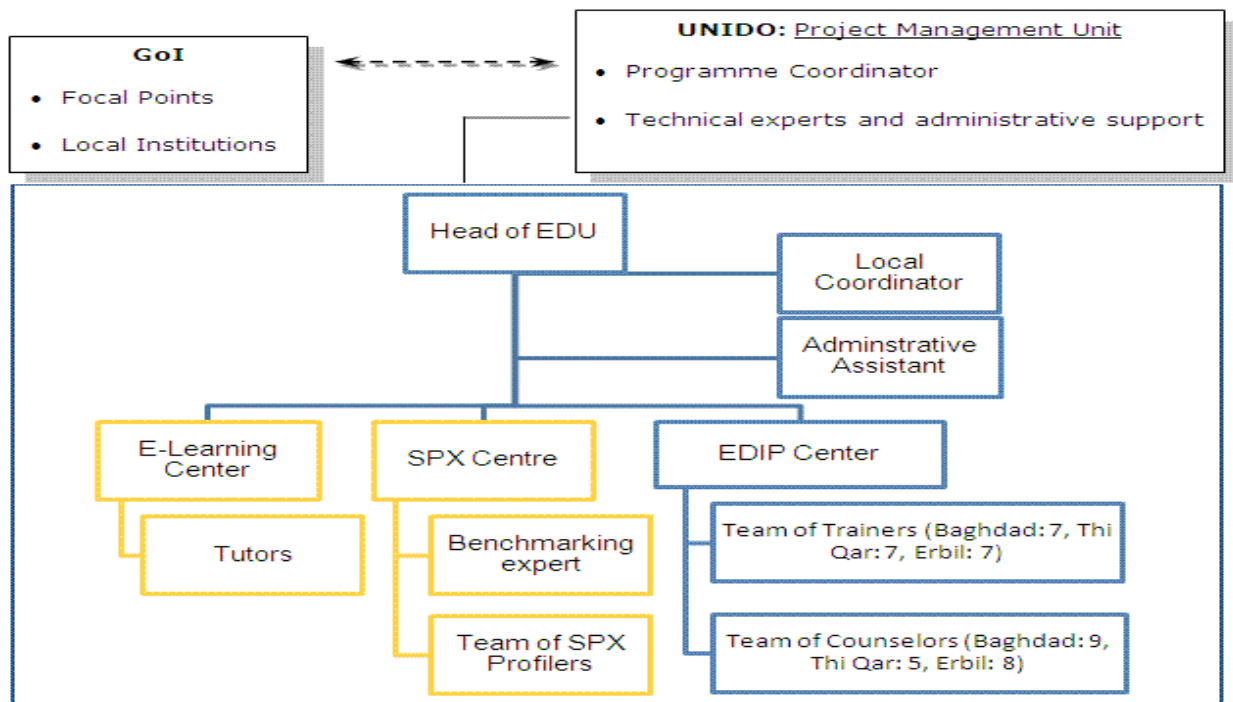 GoI
• Focal Points
• Local Institutions
UNIDO: Project Management Unit
• Programme Coordinator
• Technical experts and administrative support
Head of EDU
Local
Coordinator
Adminstrative
Assistant
E-Learning
Center
Tutors
SPX Centre
Benchmarking
expert
Team of SPX
Profilers
EDIP Center
Team of Trainers (Baghdad: 7, Thi
Qar: 7, Erbil: 7)
Team of Counselors (Baghdad: 9,
Thi Qar: 5, Erbil: 8)